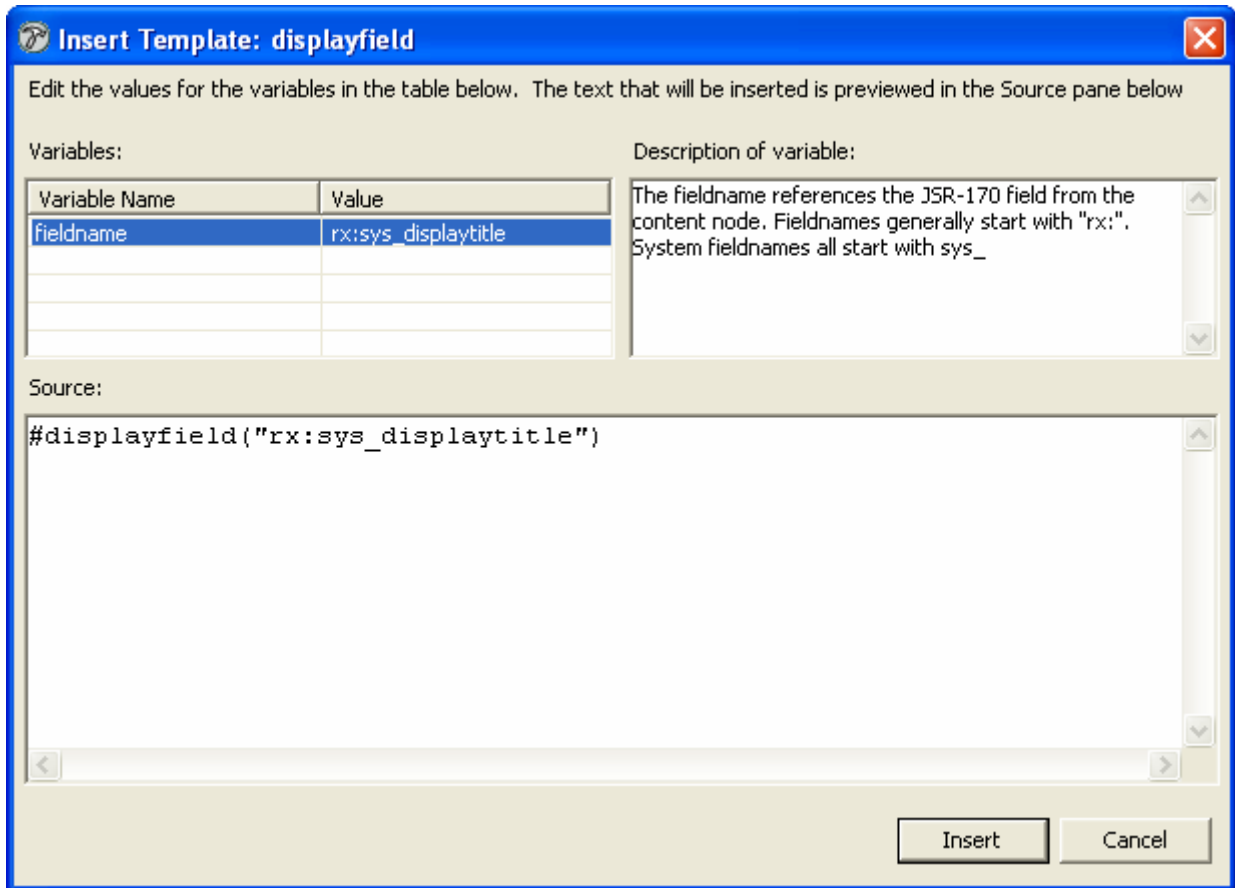 Insert Template: displayfield
Edit the values for the variables in the table below.  The text that will be inserted is previewed in the Source pane below
Variables:
Description of variable:
Variable Name
Value
fieldname
rx:sys_displaytitle
The fieldname references the JSR-170 field from the
content node. Fieldnames generally start with "rx:".
System fieldnames all start with sys_
Source:
#displayfield("rx:sys_displaytitle")
Insert
Cancel